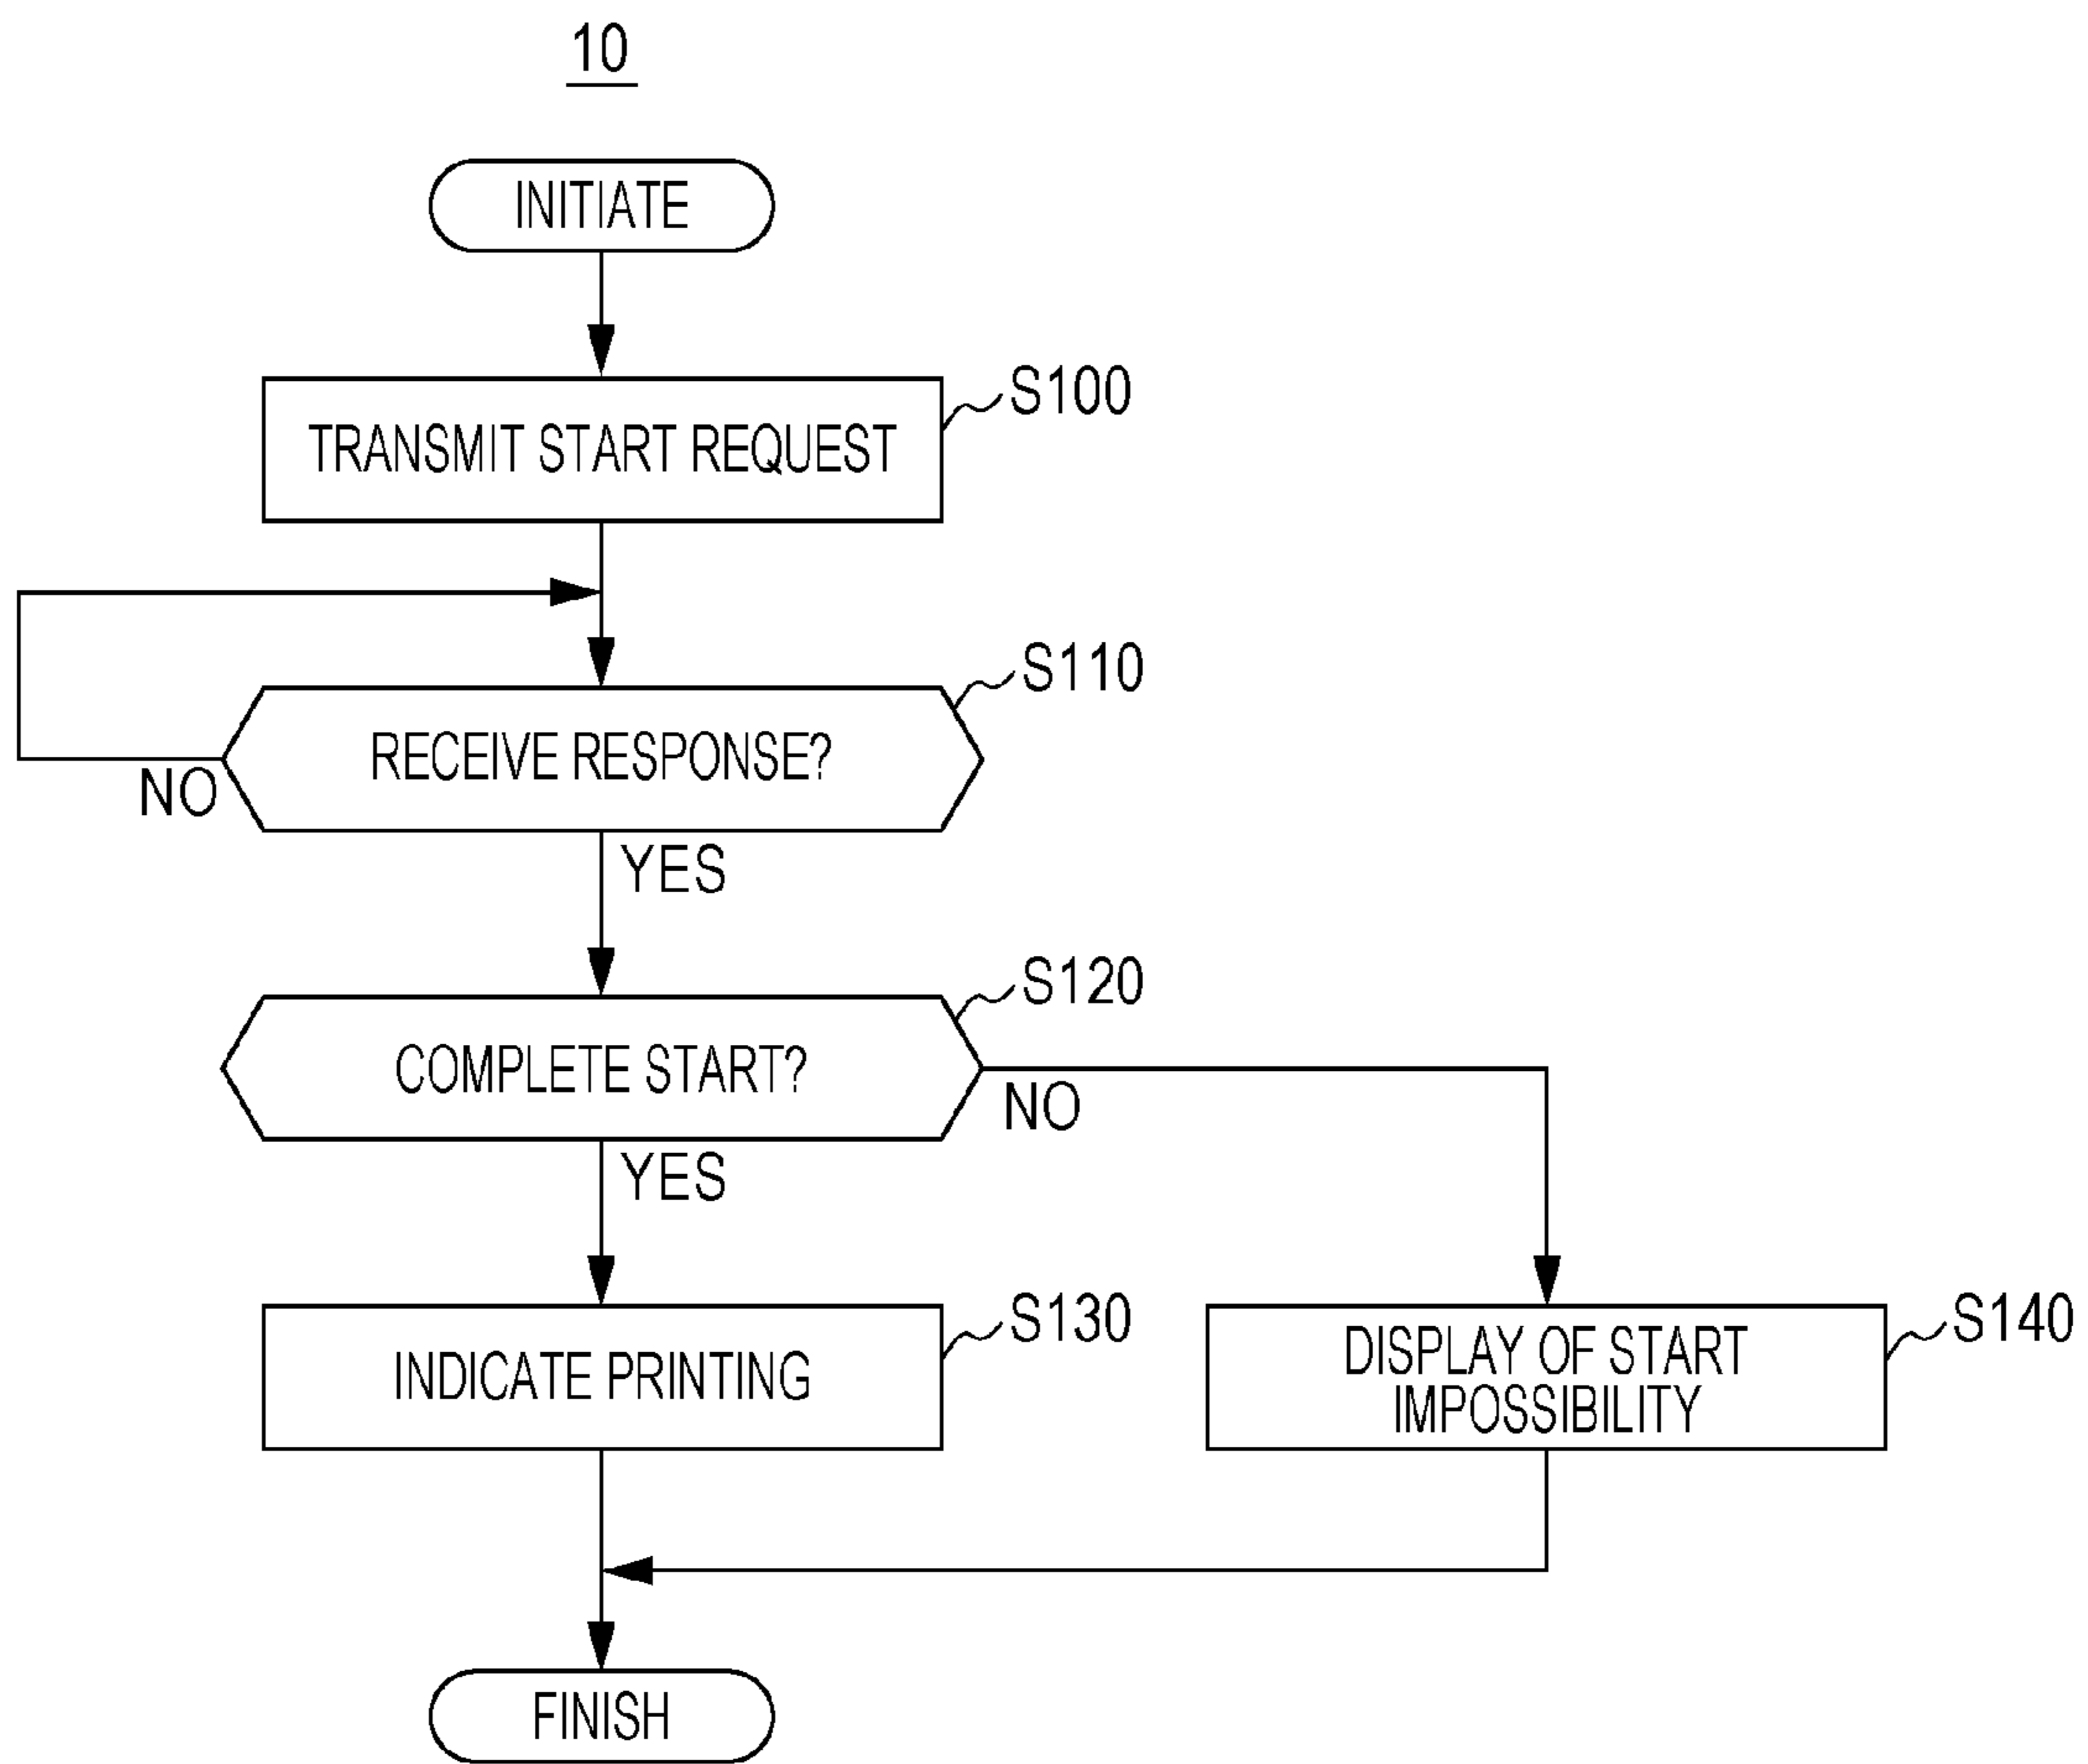 10
INITIATE
S100
TRANSMIT START REQUEST
S110
RECEIVE RESPONSE?
NO
YES
S120
COMPLETE START?
NO
YES
S130
INDICATE PRINTING
S140
DISPLAY OF START
IMPOSSIBILITY
FINISH